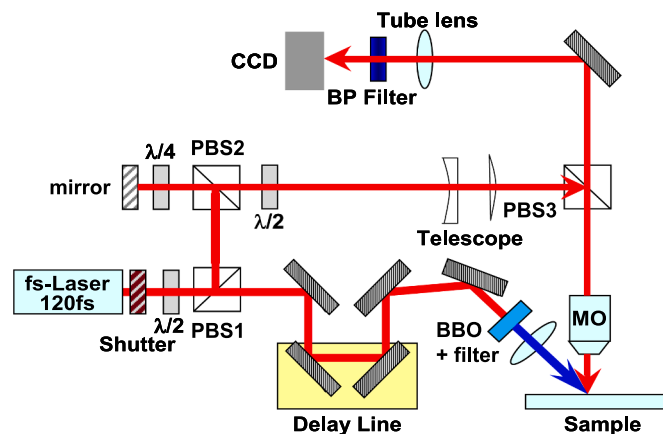 Tube lens
CCD
BP Filter
λ/4
PBS2
mirror
λ/2
PBS3
Telescope
fs-Laser
120fs
Shutter
λ/2
PBS1
BBO
+ filter
MO
Delay Line
Sample